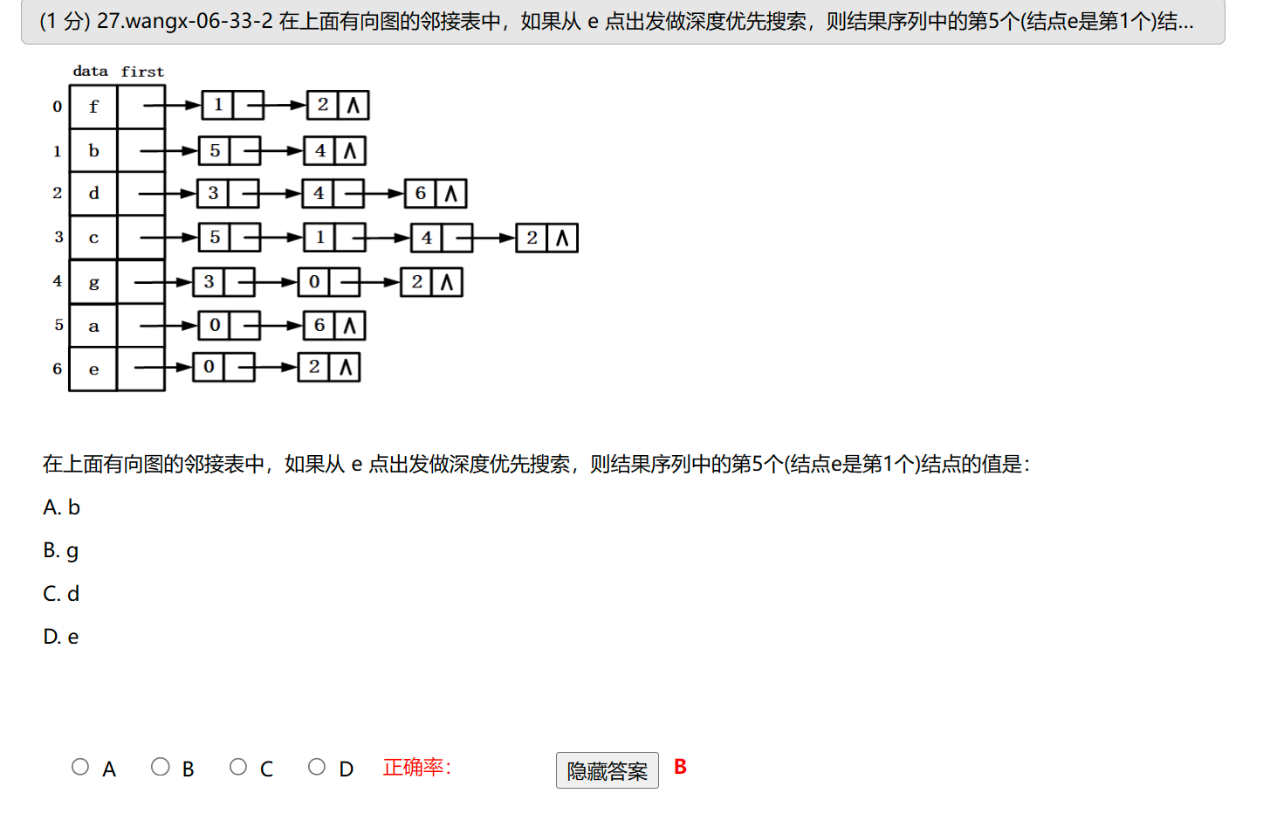 (1 分) 27.wangx-06-33-2 在上面有向图的邻接表中，如果从 e 点出发做深度优先搜索，则结果序列中的第5个(结点e是第1个)结...
data first
0 f 1 2 ∧
1 b 5 4 ∧
2 d 3 4 6 ∧
3 c 5 1 4 2 ∧
4 g 3 0 2 ∧
5 a 0 6 ∧
6 e 0 2 ∧
在上面有向图的邻接表中，如果从 e 点出发做深度优先搜索，则结果序列中的第5个(结点e是第1个)结点的值是：
A. b
B. g
C. d
D. e
A B C D 正确率： 隐藏答案 B